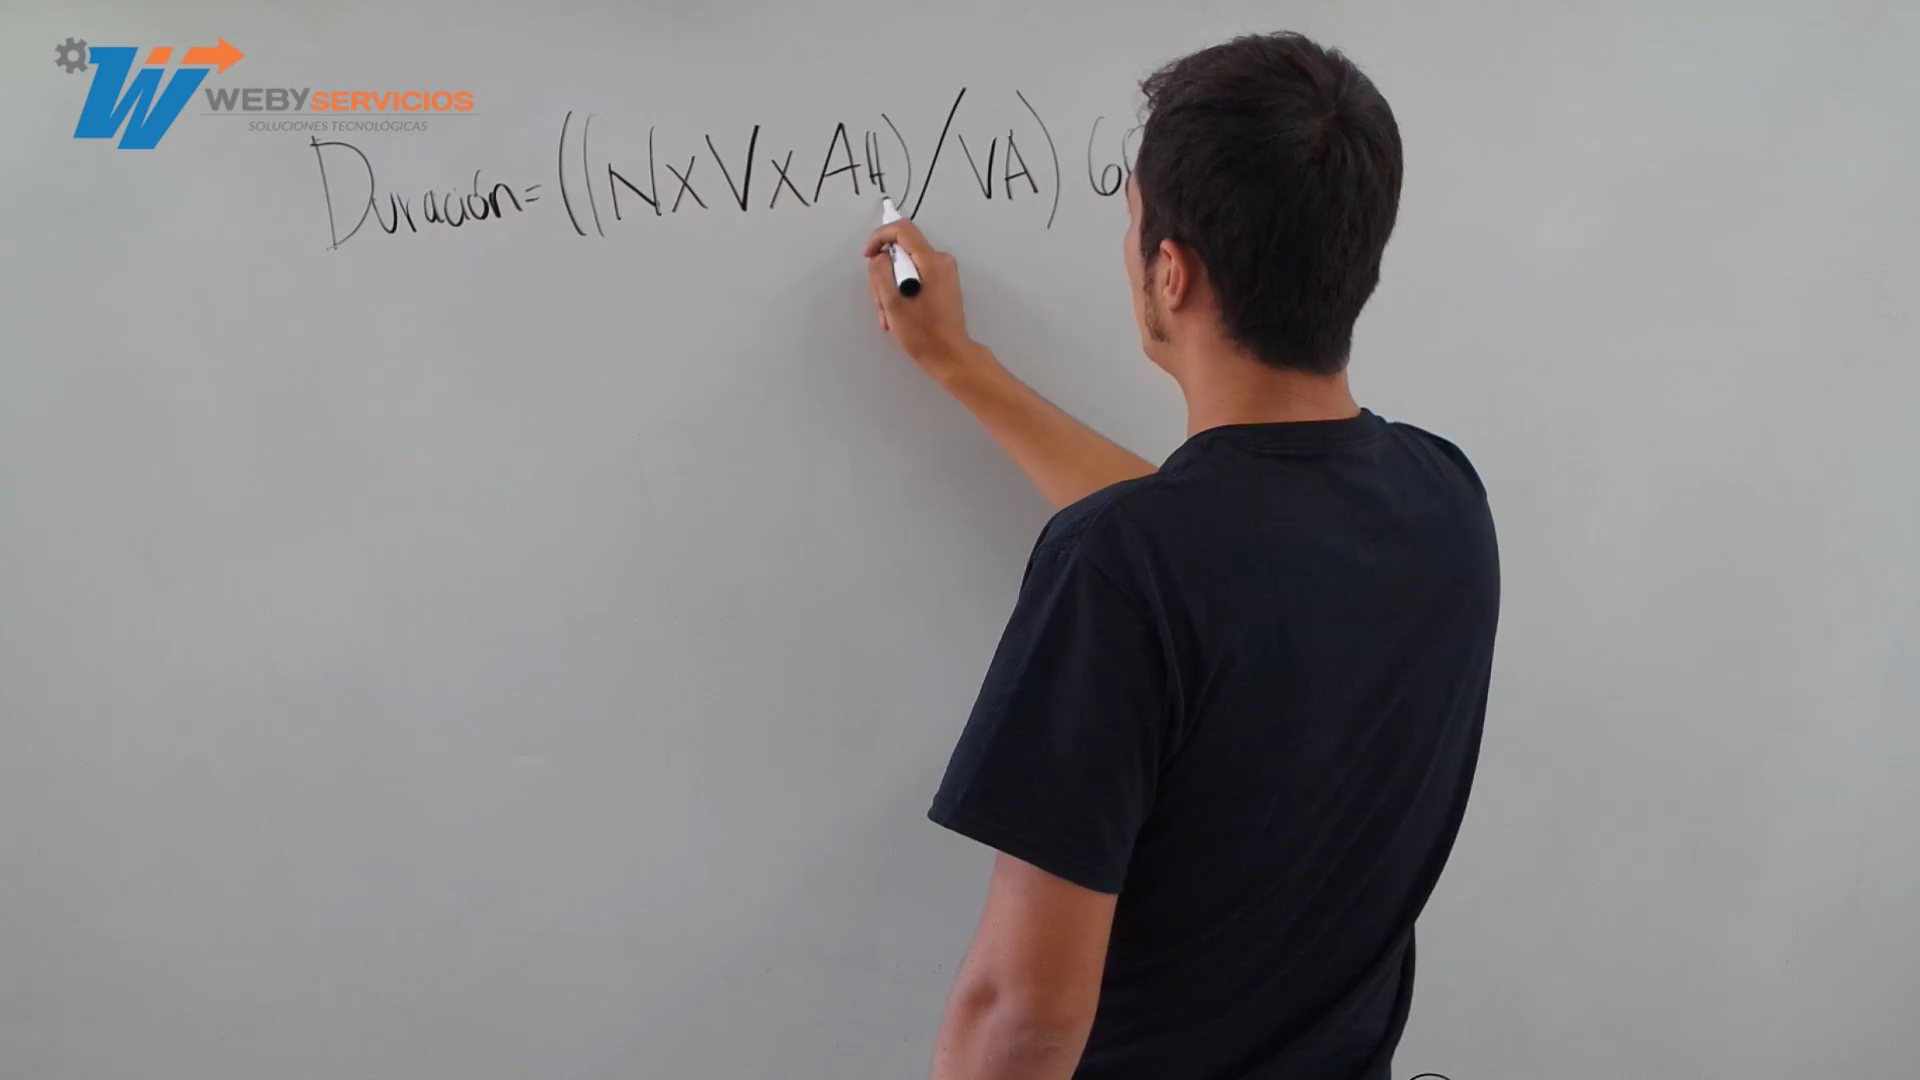 WEBYSERVICIOS
SOLUCIONES TECNOLÓGICAS
Duración= ((NXVXAH)/VA)